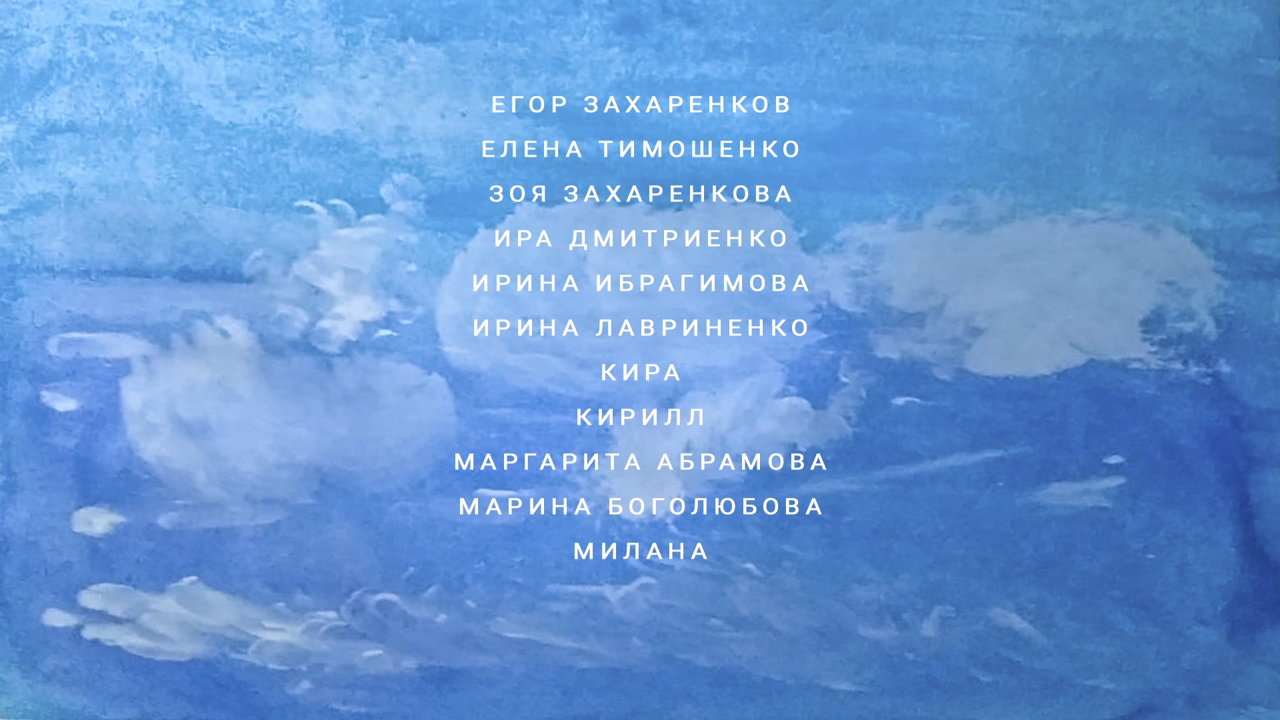 ЕГОР ЗАХАРЕНКОВ
ЕЛЕНА ТИМОШЕНКО
ЗОЯ ЗАХАРЕНКОВА
ИРА ДМИТРИЕНКО
ИРИНА ИБРАГИМОВА
ИРИНА ЛАВРИНЕНКО
КИРА
КИРИЛЛ
МАРГАРИТА АБРАМОВА
МАРИНА БОГОЛЮБОВА
МИЛАНА